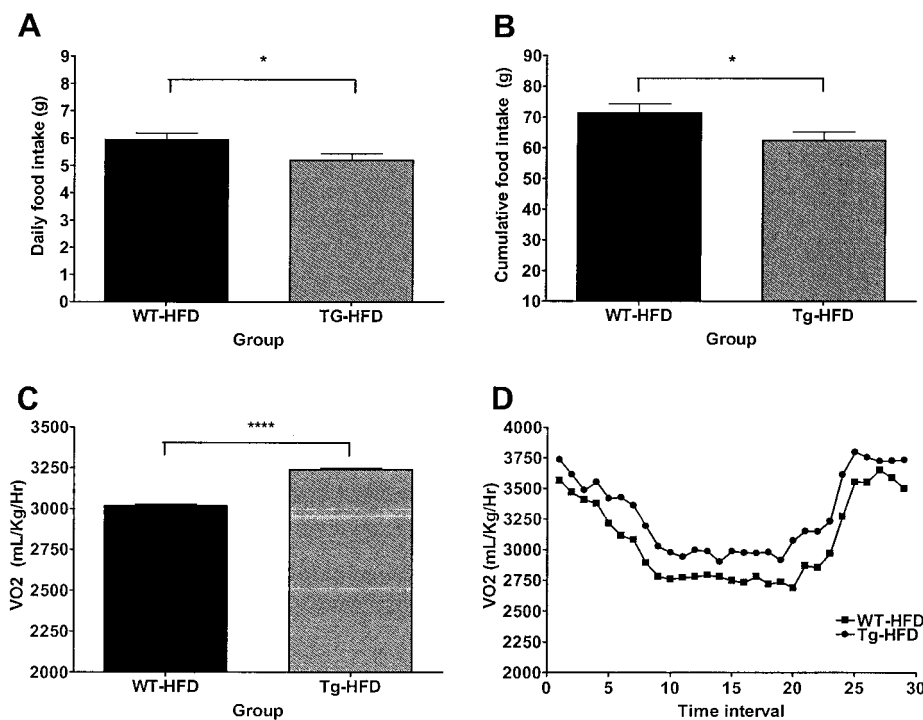 A
*
Daily food intake (g)
9
8
7
6
5
4
3
2
1
0
WT-HFD
TG-HFD
Group
B
*
Cumulative food intake (g)
90
80
70
60
50
40
30
20
10
WT-HFD
Tg-HFD
Group
C
****
VO2 (mL/Kg/Hr)
3500
3250
3000
2750
2500
2250
2000
WT-HFD
Tg-HFD
Group
D
VO2 (mL/Kg/Hr)
4000
3750
3500
3250
3000
2750
2500
2250
2000
WT-HFD
Tg-HFD
0 5 10 15 20 25 30
Time interval